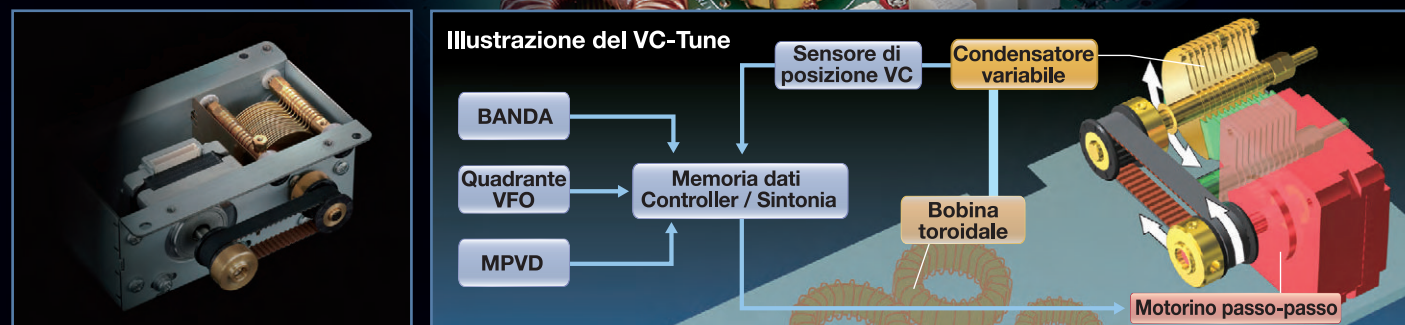 Illustrazione del VC-Tune
Sensore di
posizione VC
Condensatore
variabile
BANDA
Quadrante
VFO
Memoria dati
Controller / Sintonia
MPVD
Bobina
toroidale
Motorino passo-passo